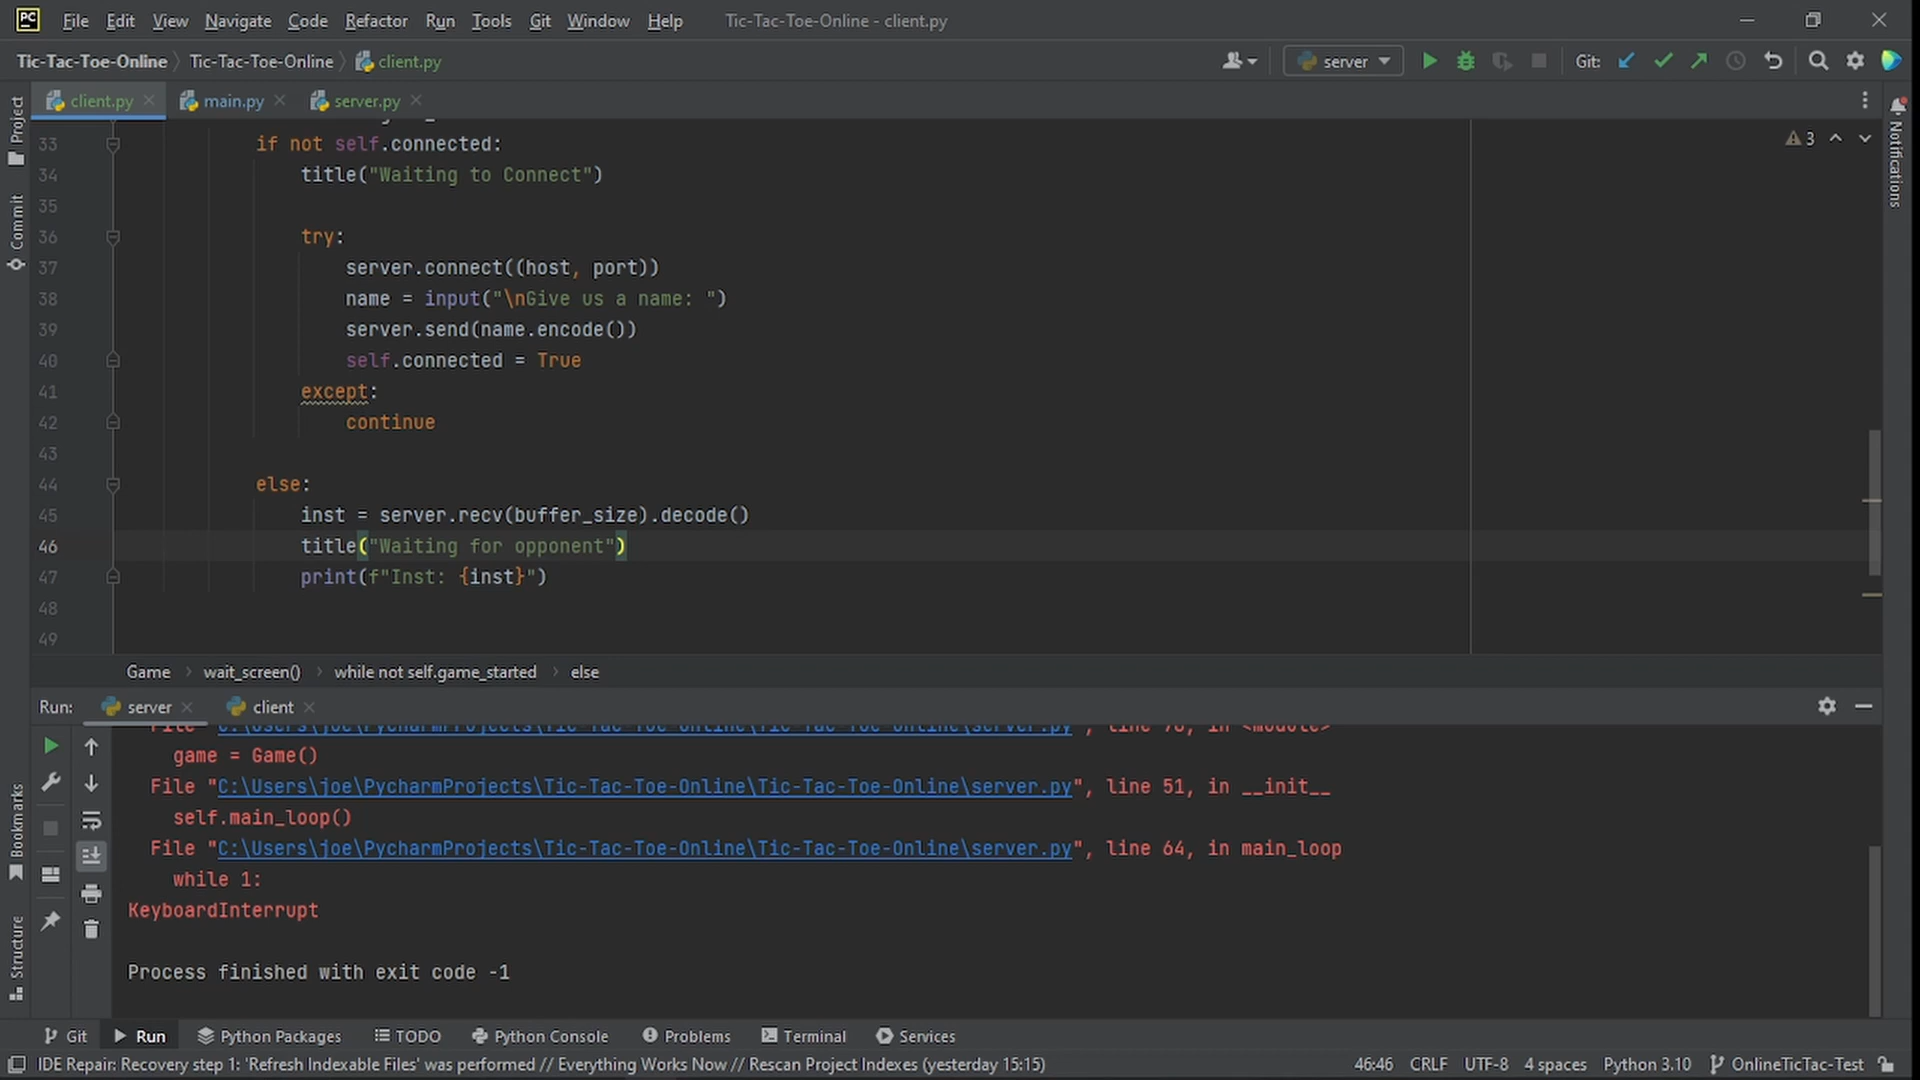 PC File Edit View Navigate Code Refactor Run Tools Git Window Help Tic-Tac-Toe-Online - client.py
Tic-Tac-Toe-Online Tic-Tac-Toe-Online client.py server Git:
client.py main.py server.py
Project
Commit
Bookmarks
Structure
Notifications
3
33 if not self.connected:
34 title("Waiting to Connect")
35
36 try:
37 server.connect((host, port))
38 name = input("\nGive us a name: ")
39 server.send(name.encode())
40 self.connected = True
41 except:
42 continue
43
44 else:
45 inst = server.recv(buffer_size).decode()
46 title("Waiting for opponent")
47 print(f"Inst: {inst}")
48
49
Game wait_screen() while not self.game_started else
Run: server client
File "C:\Users\joe\PycharmProjects\Tic-Tac-Toe-Online\Tic-Tac-Toe-Online\server.py", line 78, in <module>
game = Game()
File "C:\Users\joe\PycharmProjects\Tic-Tac-Toe-Online\Tic-Tac-Toe-Online\server.py", line 51, in __init__
self.main_loop()
File "C:\Users\joe\PycharmProjects\Tic-Tac-Toe-Online\Tic-Tac-Toe-Online\server.py", line 64, in main_loop
while 1:
KeyboardInterrupt
Process finished with exit code -1
Git Run Python Packages TODO Python Console Problems Terminal Services
IDE Repair: Recovery step 1: 'Refresh Indexable Files' was performed // Everything Works Now // Rescan Project Indexes (yesterday 15:15) 46:46 CRLF UTF-8 4 spaces Python 3.10 OnlineTicTac-Test